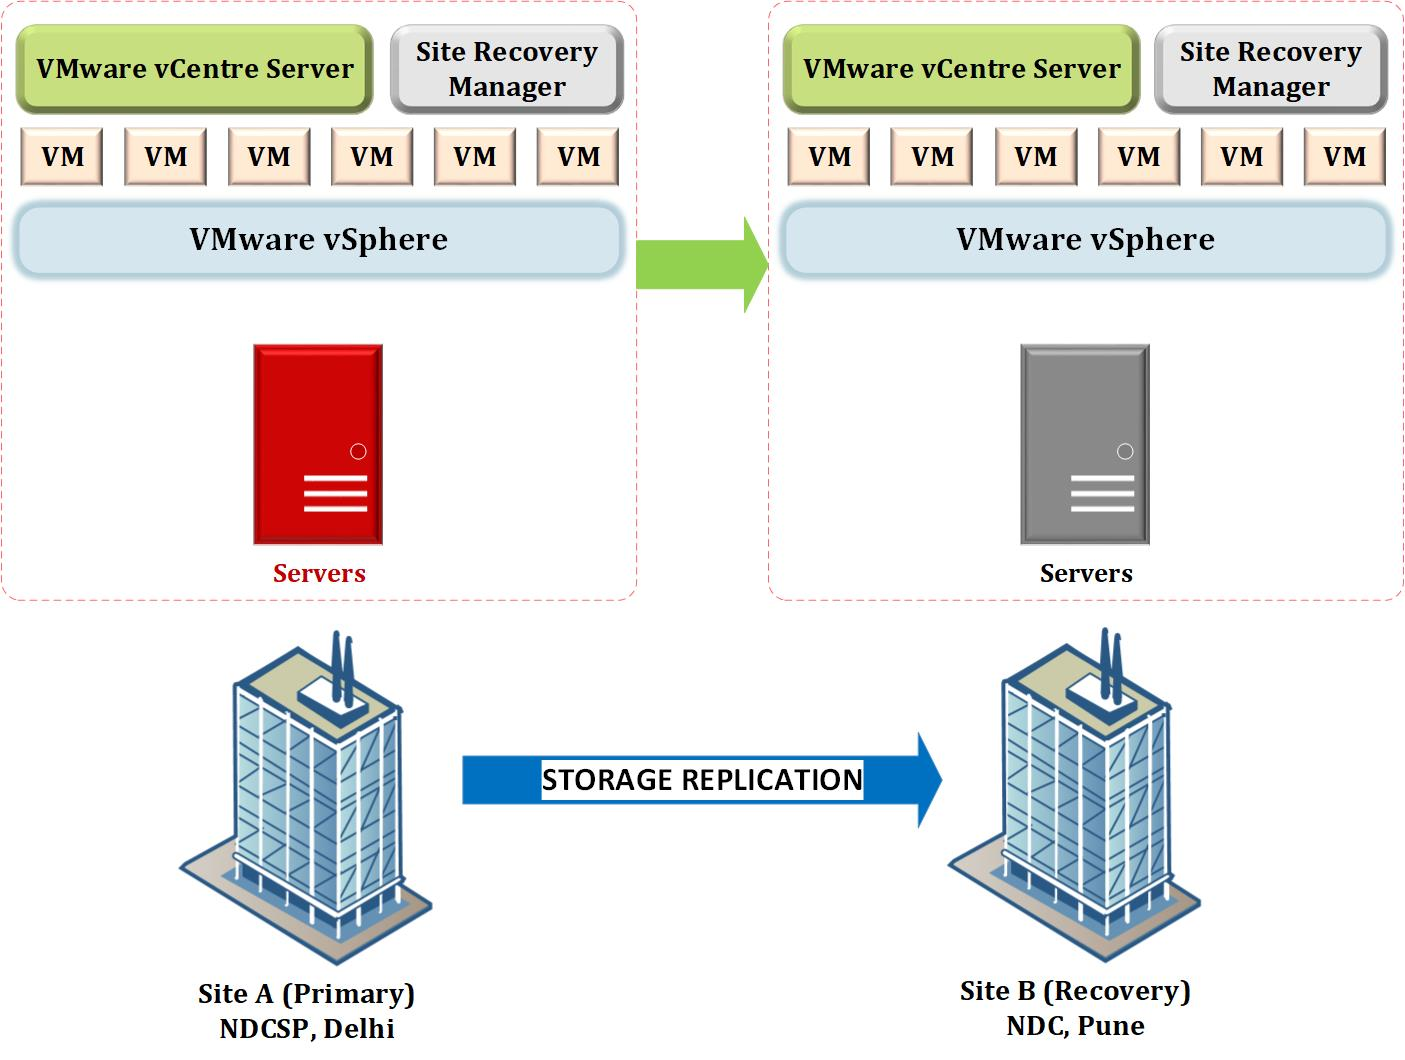 VMware vCentre Server
Site Recovery
Manager
VM VM VM VM VM VM
VMware vSphere
Servers
VMware vCentre Server
Site Recovery
Manager
VM VM VM VM VM VM
VMware vSphere
Servers
STORAGE REPLICATION
Site A (Primary)
NDCSP, Delhi
Site B (Recovery)
NDC, Pune